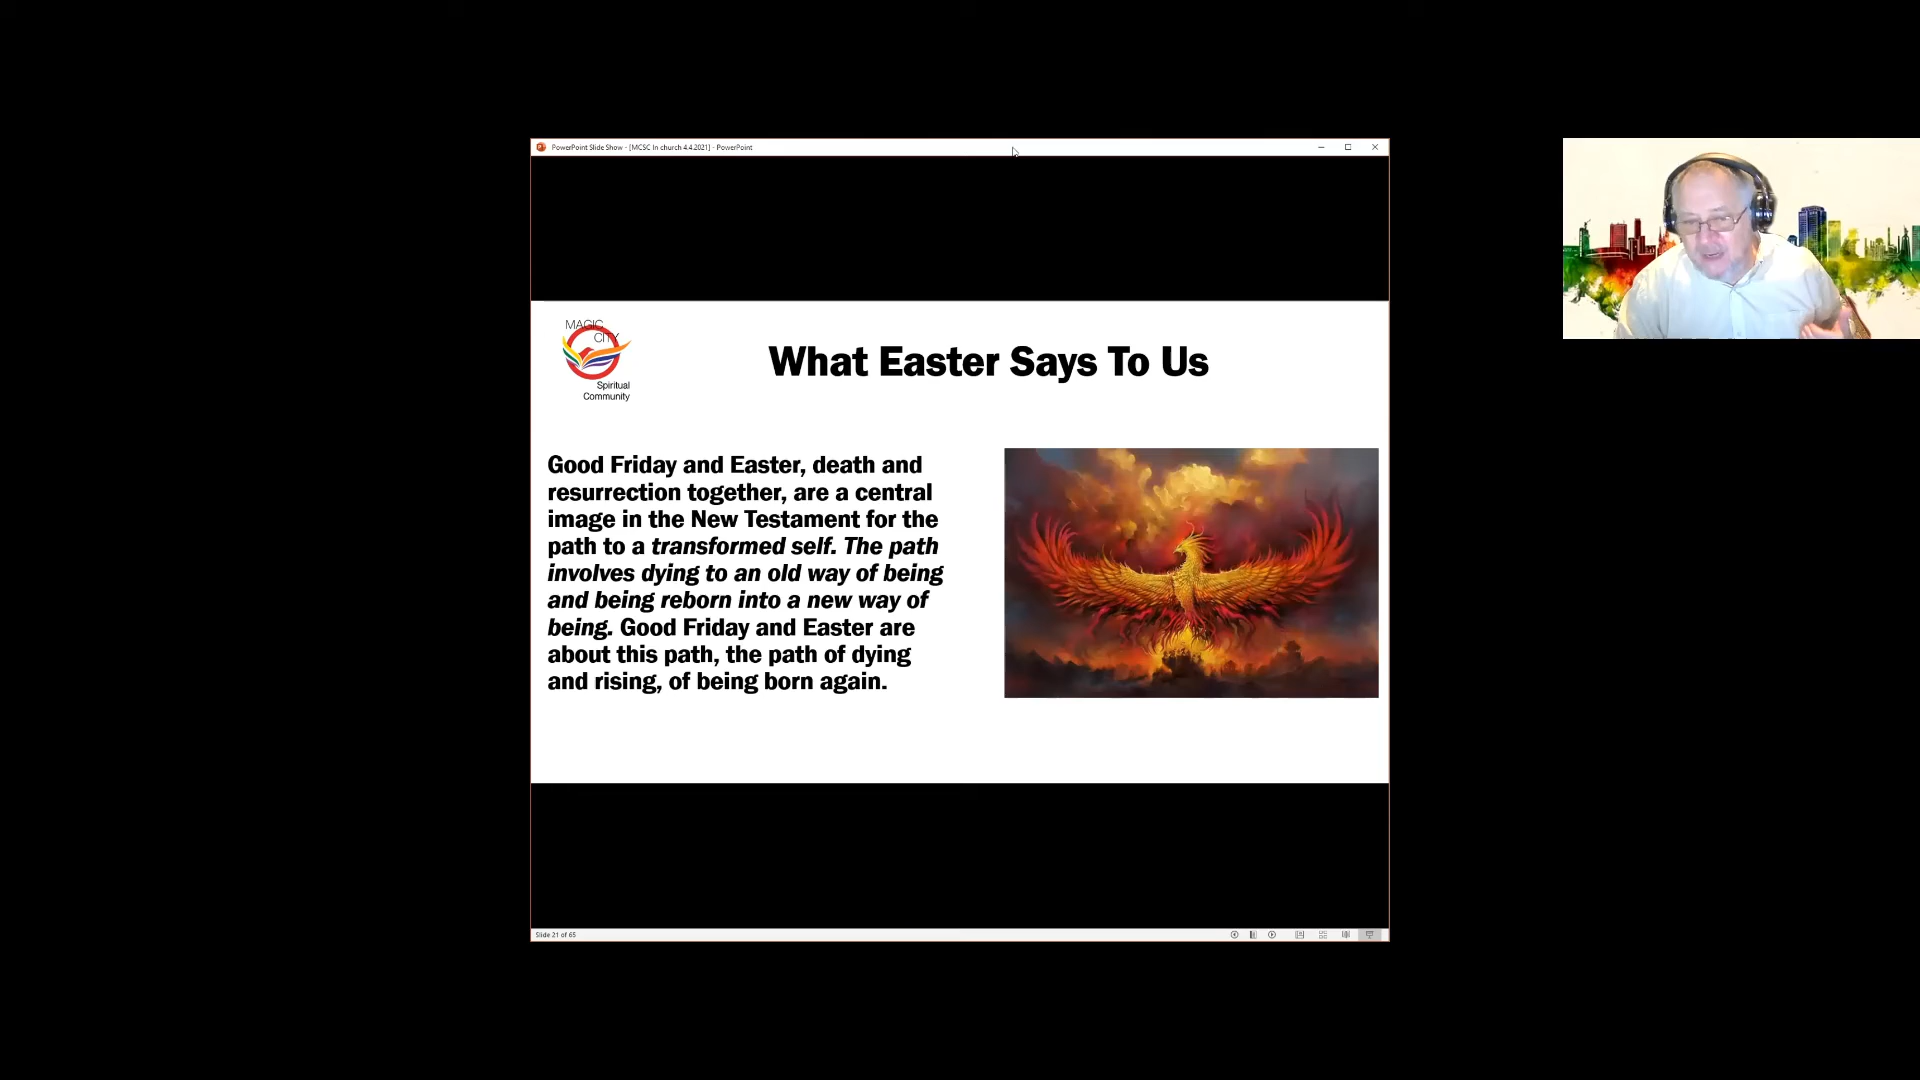 PowerPoint Slide Show - [MCSC In church 4.4.2021] - PowerPoint
MAGIC
CITY
Spiritual
Community
What Easter Says To Us
Good Friday and Easter, death and
resurrection together, are a central
image in the New Testament for the
path to a transformed self. The path
involves dying to an old way of being
and being reborn into a new way of
being. Good Friday and Easter are
about this path, the path of dying
and rising, of being born again.
Slide 21 of 65